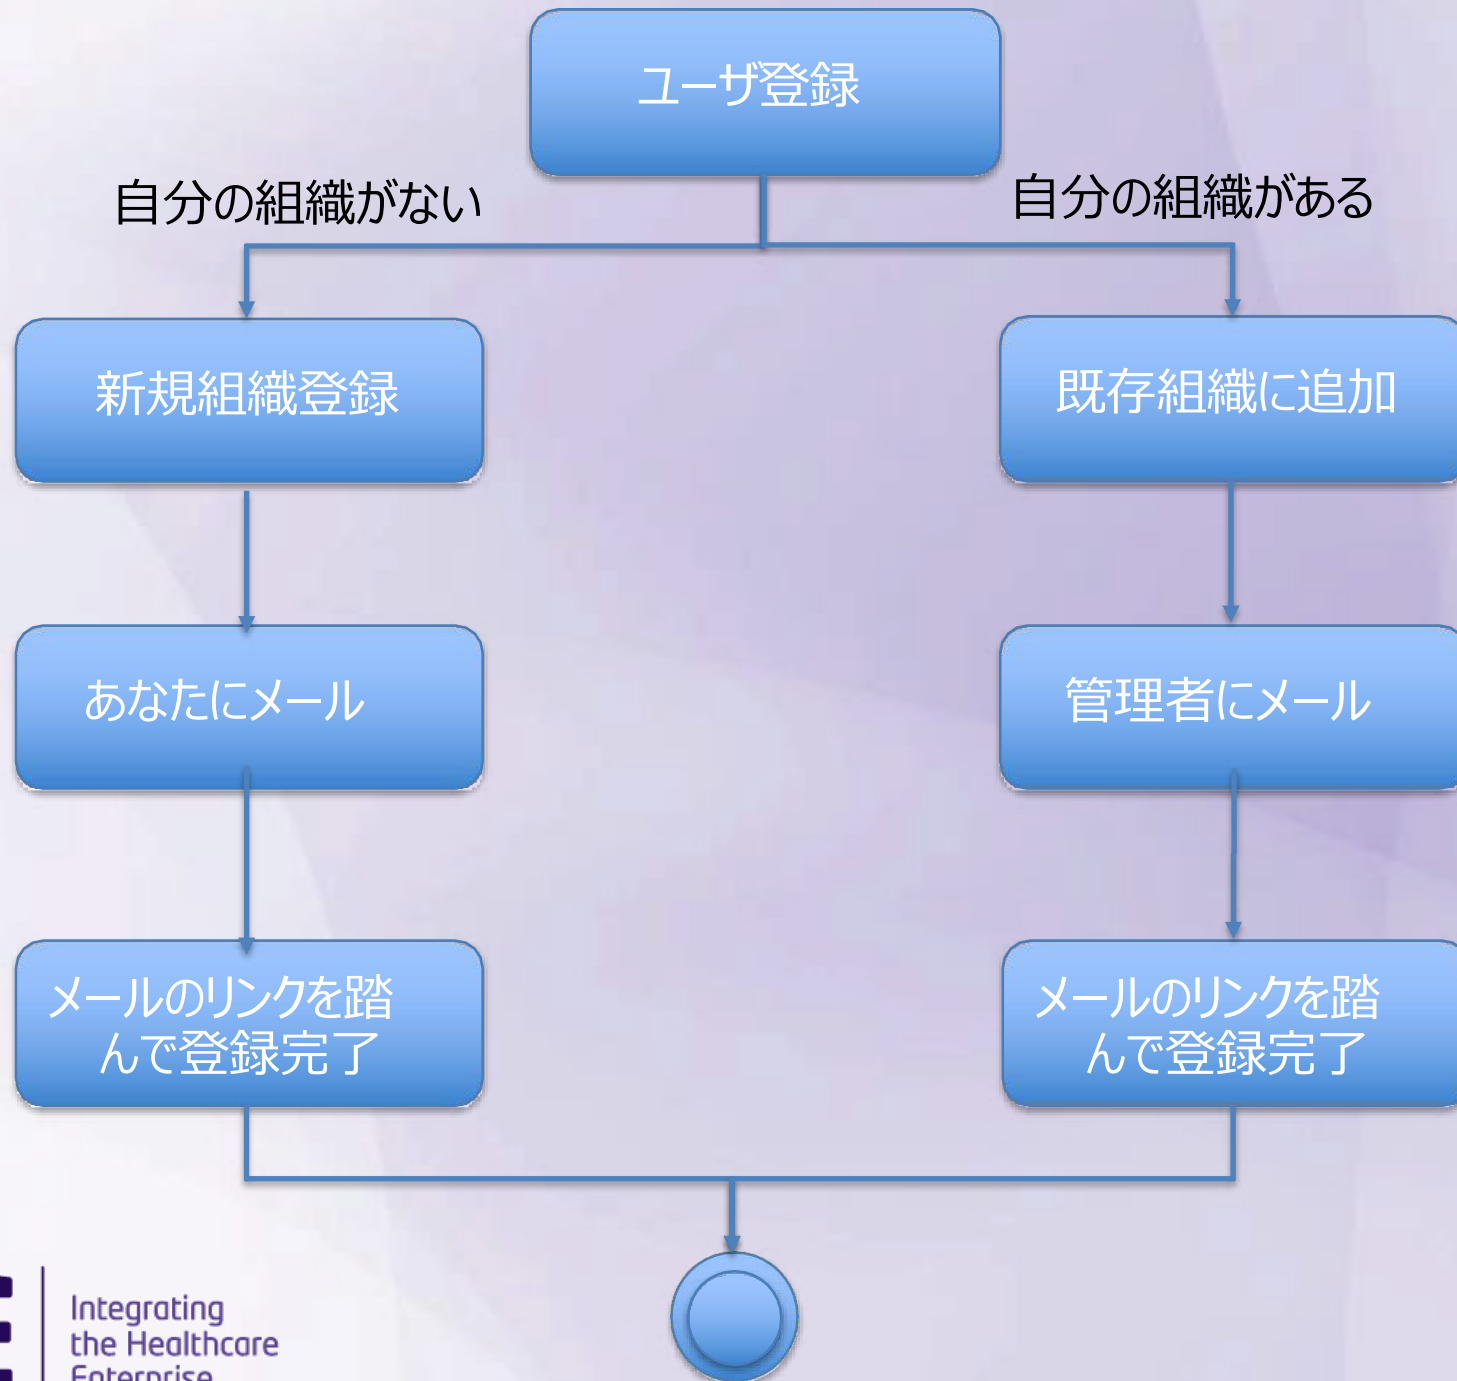 ユーザ登録
自分の組織がない
自分の組織がある
新規組織登録
既存組織に追加
あなたにメール
管理者にメール
メールのリンクを踏
んで登録完了
メールのリンクを踏
んで登録完了
Integrating
the Healthcare
Enterprise